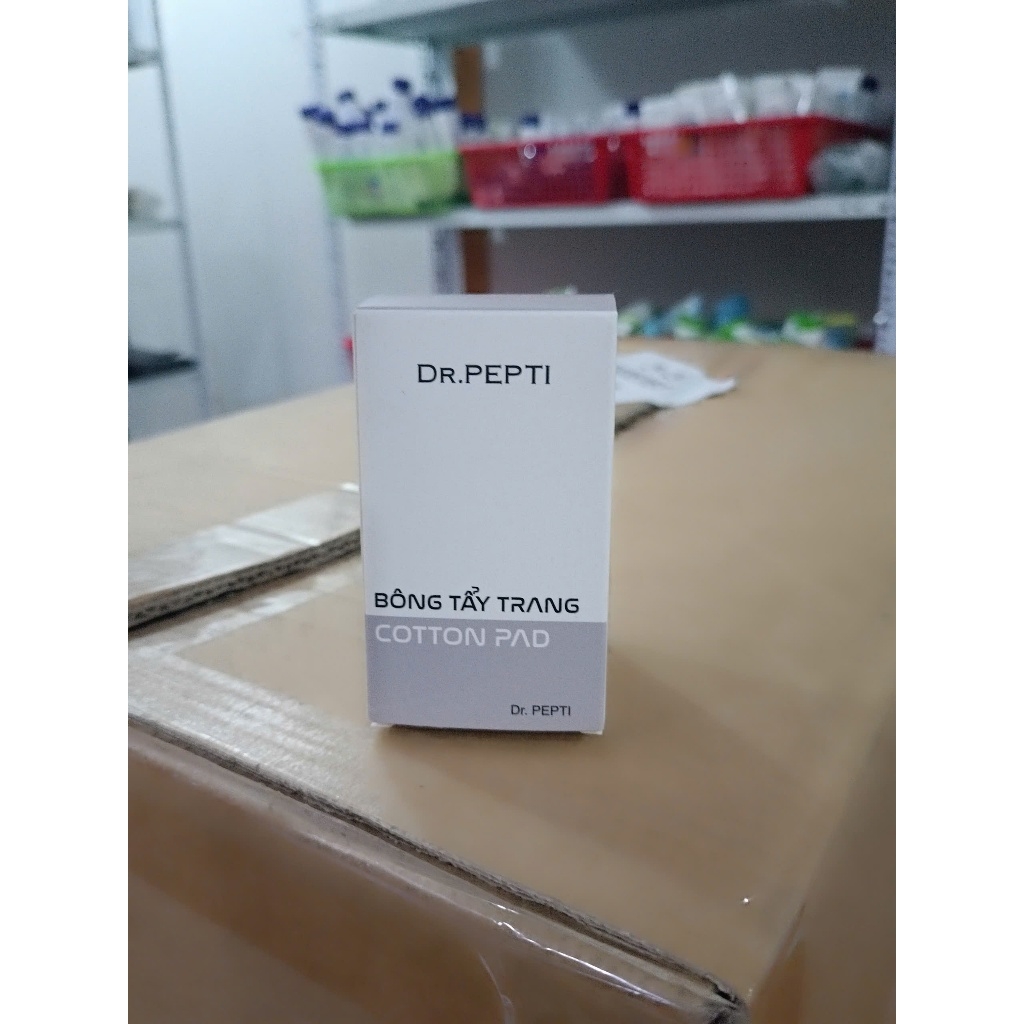 DR.PEPTI
BÔNG TẨY TRANG
COTTON PAD
Dr. PEPTI